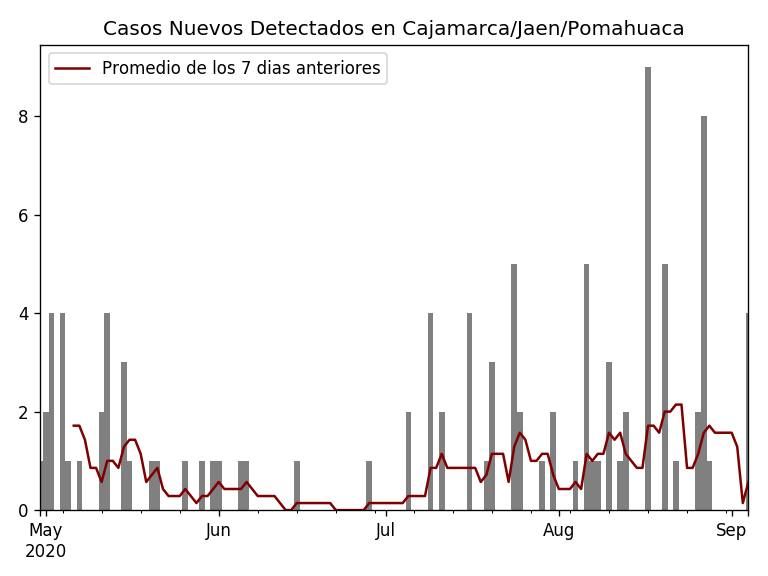 Casos Nuevos Detectados en Cajamarca/Jaen/Pomahuaca
Promedio de los 7 dias anteriores
8
6
4
2
0
May Jun Jul Aug Sep
2020